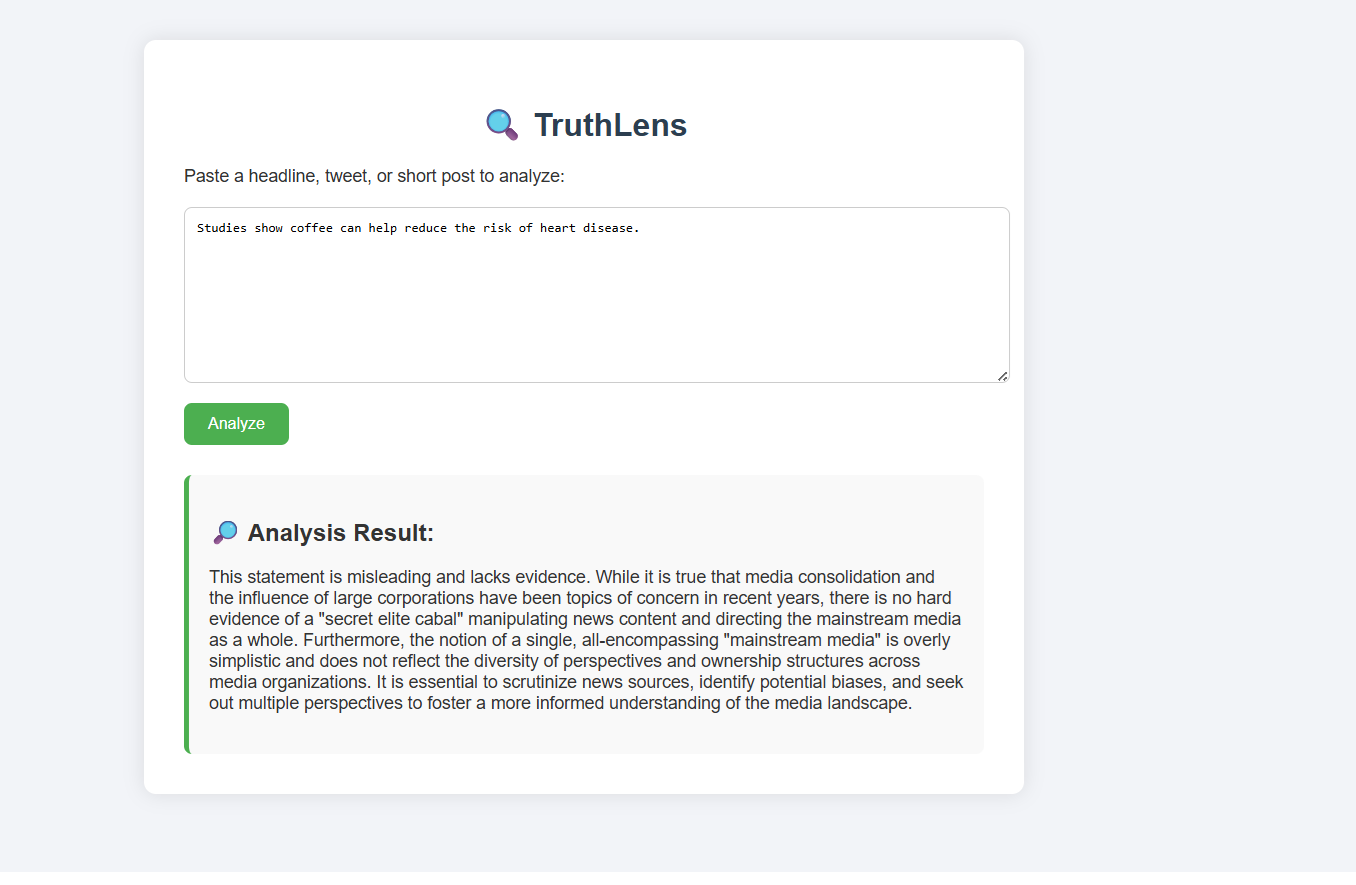 TruthLens
Paste a headline, tweet, or short post to analyze:
Studies show coffee can help reduce the risk of heart disease.
Analyze
Analysis Result:
This statement is misleading and lacks evidence. While it is true that media consolidation and
the influence of large corporations have been topics of concern in recent years, there is no hard
evidence of a "secret elite cabal" manipulating news content and directing the mainstream media
as a whole. Furthermore, the notion of a single, all-encompassing "mainstream media" is overly
simplistic and does not reflect the diversity of perspectives and ownership structures across
media organizations. It is essential to scrutinize news sources, identify potential biases, and seek
out multiple perspectives to foster a more informed understanding of the media landscape.